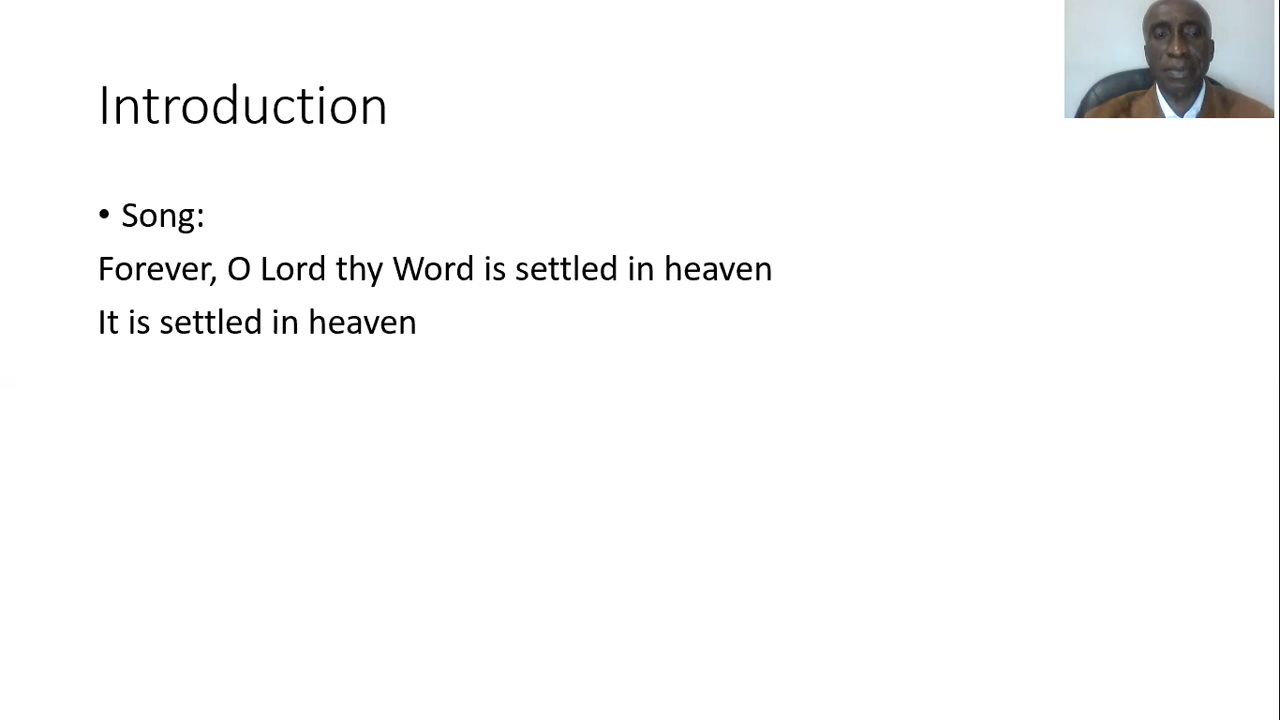 Introduction
• Song:
Forever, O Lord thy Word is settled in heaven
It is settled in heaven